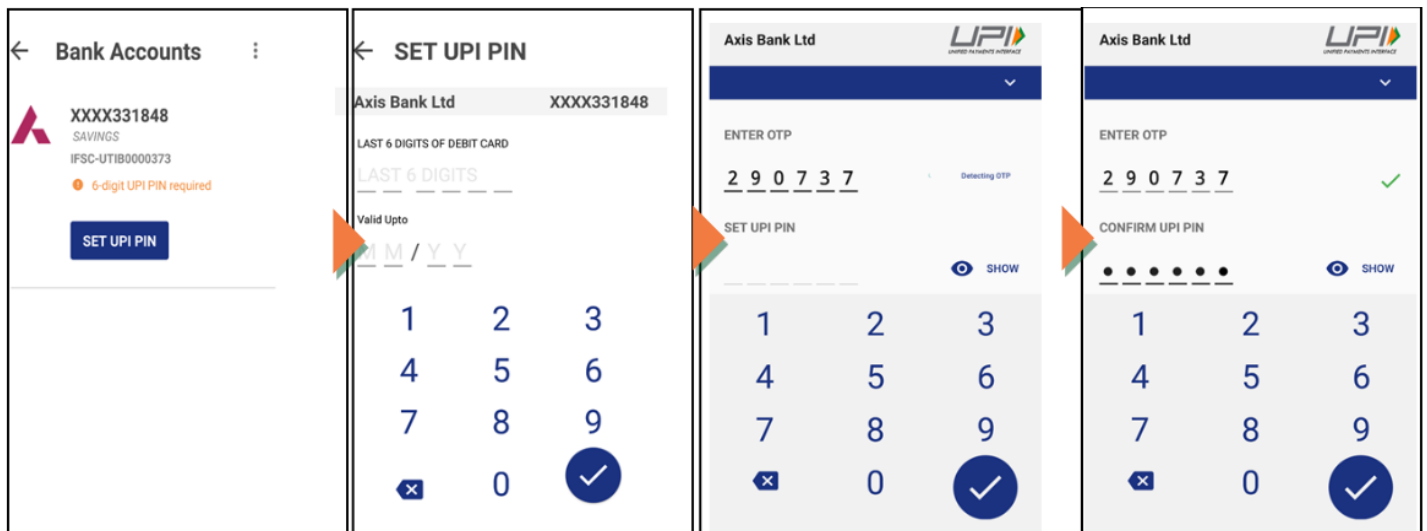 Bank Accounts
XXXX331848
SAVINGS
IFSC-UTIB0000373
6-digit UPI PIN required
SET UPI PIN
SET UPI PIN
Axis Bank Ltd XXXX331848
LAST 6 DIGITS OF DEBIT CARD
LAST 6 DIGITS
Valid Upto
M M / Y Y
1 2 3
4 5 6
7 8 9
0
Axis Bank Ltd UPI
UNIFIED PAYMENTS INTERFACE
ENTER OTP
2 9 0 7 3 7 Detecting OTP
SET UPI PIN
SHOW
1 2 3
4 5 6
7 8 9
0
Axis Bank Ltd UPI
UNIFIED PAYMENTS INTERFACE
ENTER OTP
2 9 0 7 3 7
CONFIRM UPI PIN
SHOW
1 2 3
4 5 6
7 8 9
0